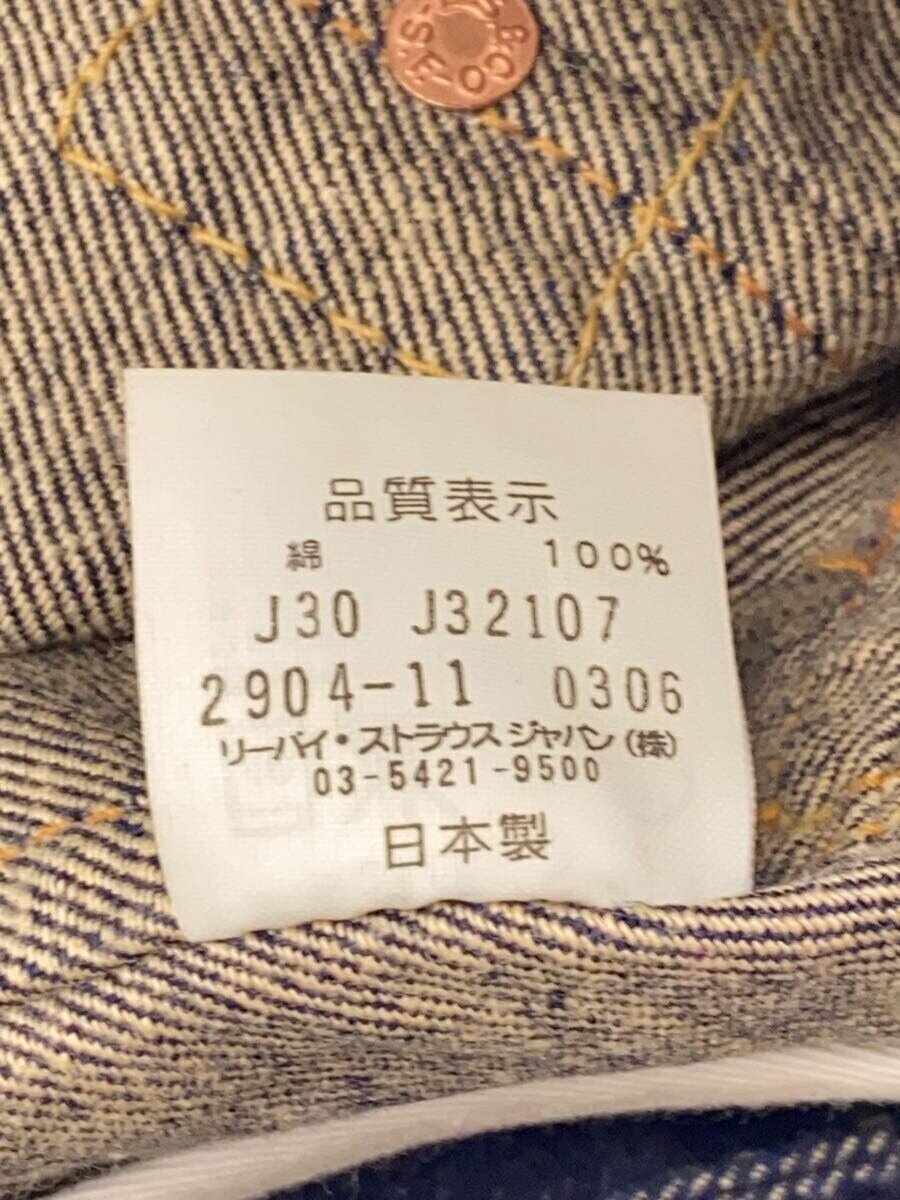 &CO
L.S.
品質表示
綿 100%
J30 J32107
2904-11 0306
リーバイ・ストラウスジャパン(株)
03-5421-9500
日本製